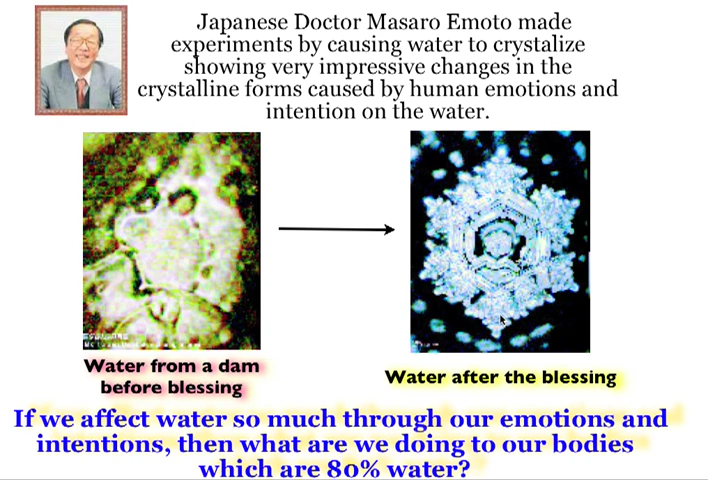 Japanese Doctor Masaro Emoto made
experiments by causing water to crystalize
showing very impressive changes in the
crystalline forms caused by human emotions and
intention on the water.
Water from a dam
before blessing
Water after the blessing
If we affect water so much through our emotions and
intentions, then what are we doing to our bodies
which are 80% water?